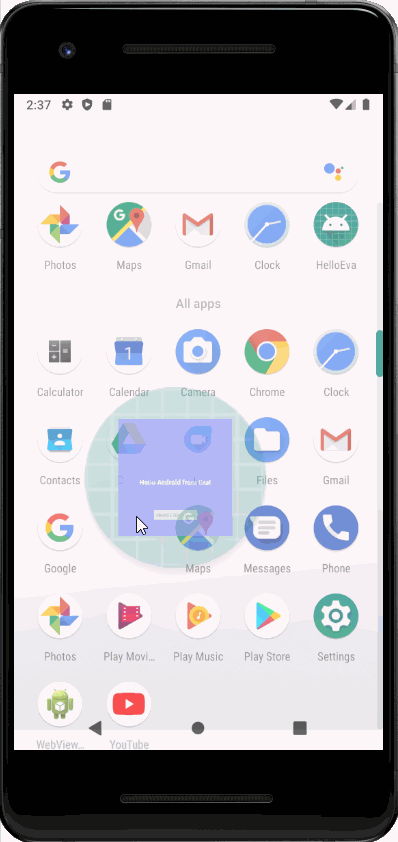 2:37
Photos Maps Gmail Clock HelloEva
All apps
Calculator Calendar Camera Chrome Clock
Contacts Files Gmail
Hello Android from Eva!
Google Maps Messages Phone
Photos Play Movi... Play Music Play Store Settings
WebView... YouTube